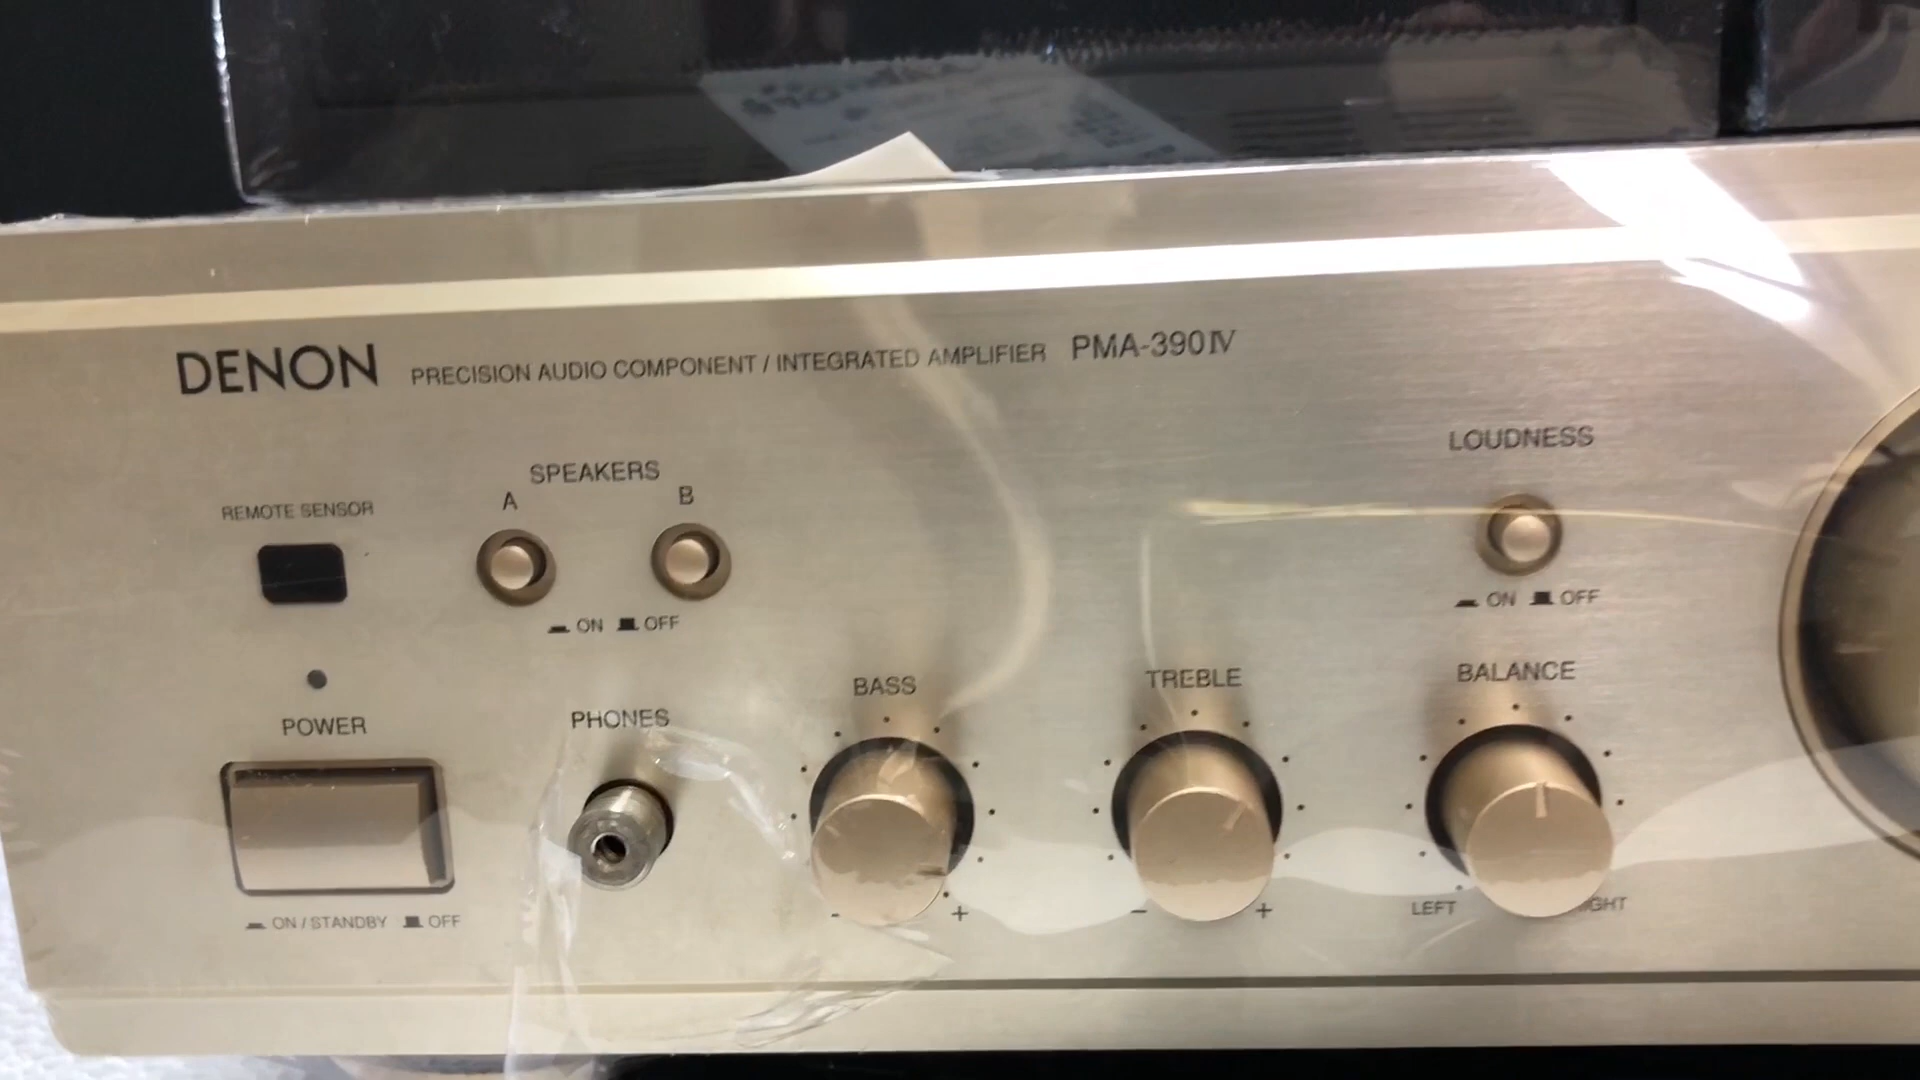 DENON PRECISION AUDIO COMPONENT / INTEGRATED AMPLIFIER PMA-390IV
LOUDNESS
SPEAKERS
REMOTE SENSOR A B
ON OFF
ON OFF
BASS TREBLE BALANCE
POWER PHONES
- + - + LEFT
ON / STANDBY OFF